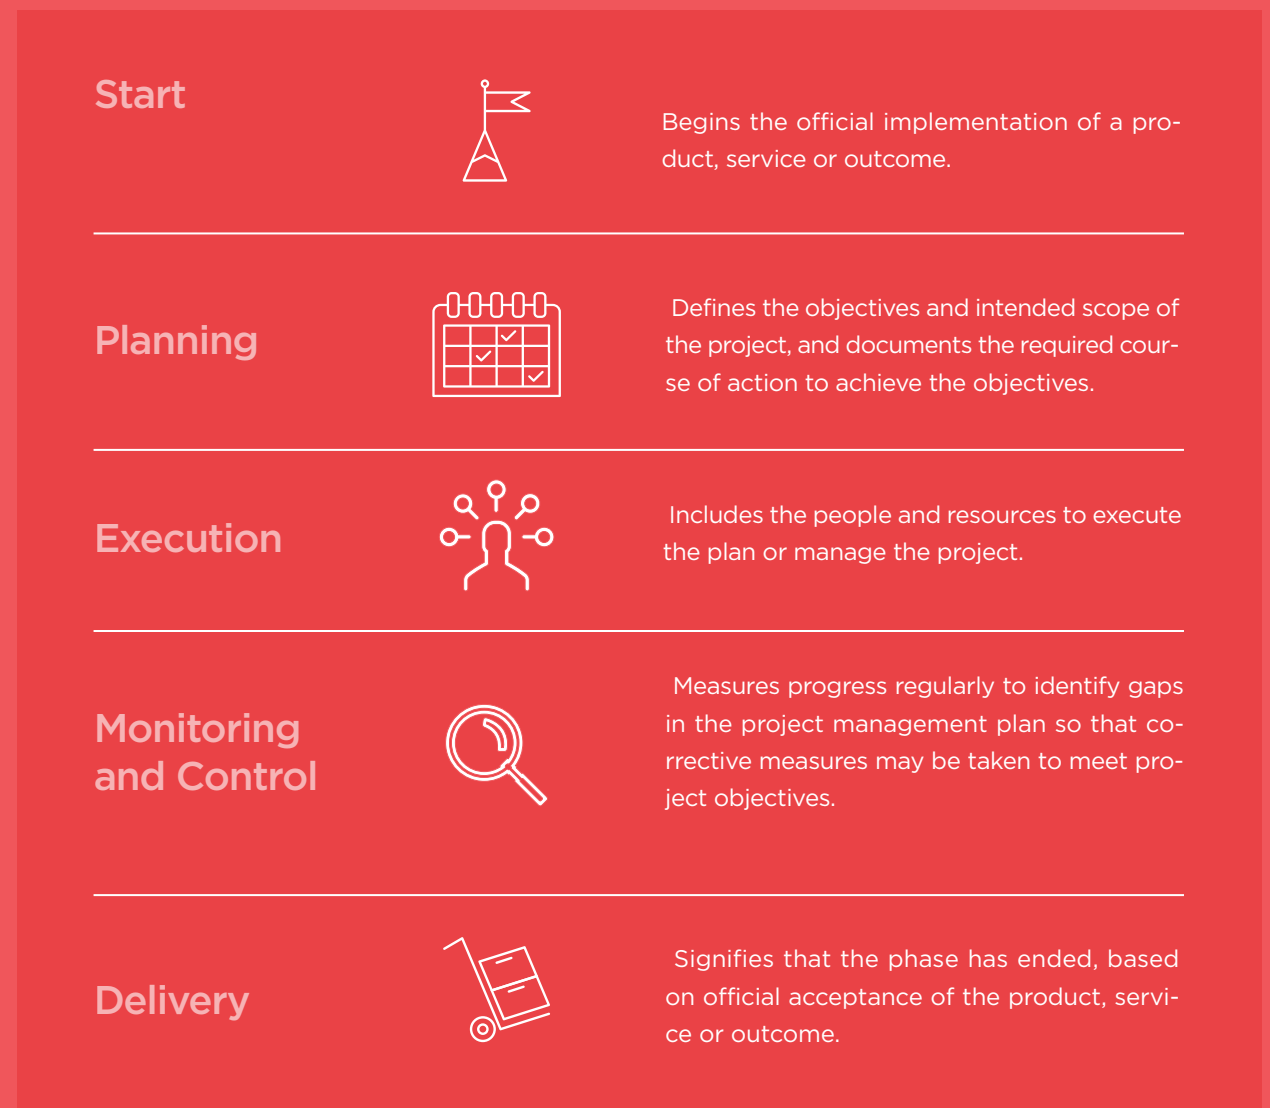 Start
Begins the official implementation of a pro-
duct, service or outcome.
Planning
Defines the objectives and intended scope of
the project, and documents the required cour-
se of action to achieve the objectives.
Execution
Includes the people and resources to execute
the plan or manage the project.
Monitoring
and Control
Measures progress regularly to identify gaps
in the project management plan so that co-
rrective measures may be taken to meet pro-
ject objectives.
Delivery
Signifies that the phase has ended, based
on official acceptance of the product, servi-
ce or outcome.